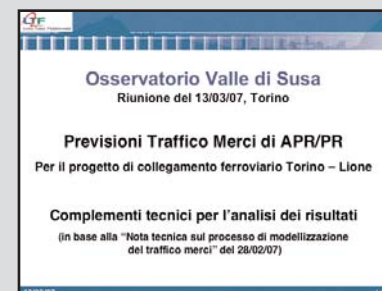 Osservatorio Valle di Susa
Riunione del 13/03/07, Torino
Previsioni Traffico Merci di APR/PR
Per il progetto di collegamento ferroviario Torino – Lione
Complementi tecnici per l'analisi dei risultati
(in base alla "Nota tecnica sul processo di modellizzazione
del traffico merci" del 28/02/07)